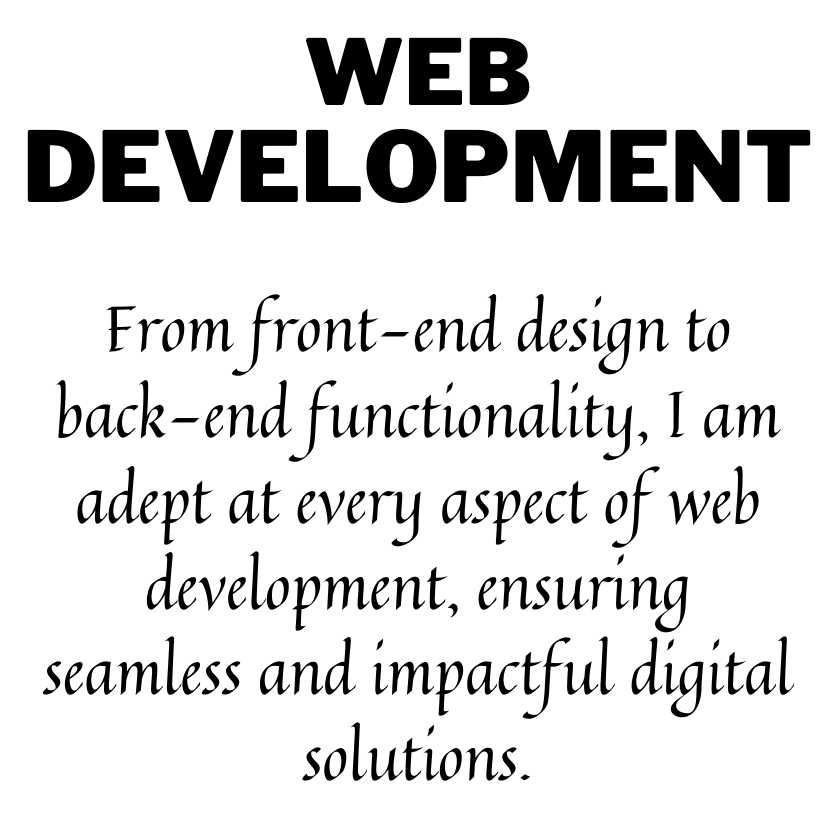 WEB
DEVELOPMENT
From front-end design to
back-end functionality, I am
adept at every aspect of web
development, ensuring
seamless and impactful digital
solutions.